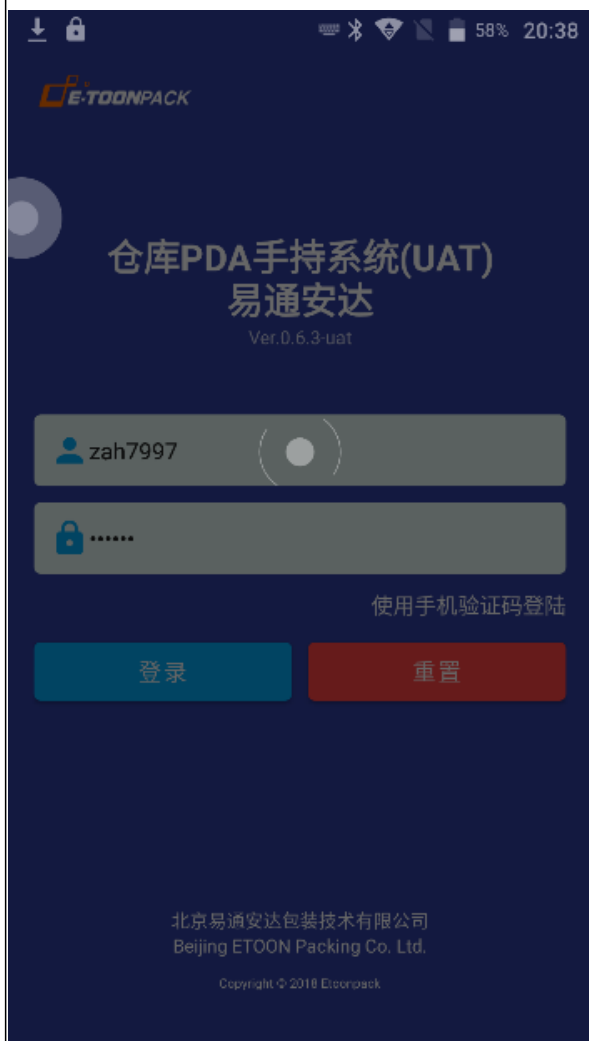 58% 20:38
E·TOONPACK
仓库PDA手持系统(UAT)
易通安达
Ver.0.6.3-uat
zah7997
••••••
使用手机验证码登陆
登录 重置
北京易通安达包装技术有限公司
Beijing ETOON Packing Co. Ltd.
Copyright © 2018 Etoonpack